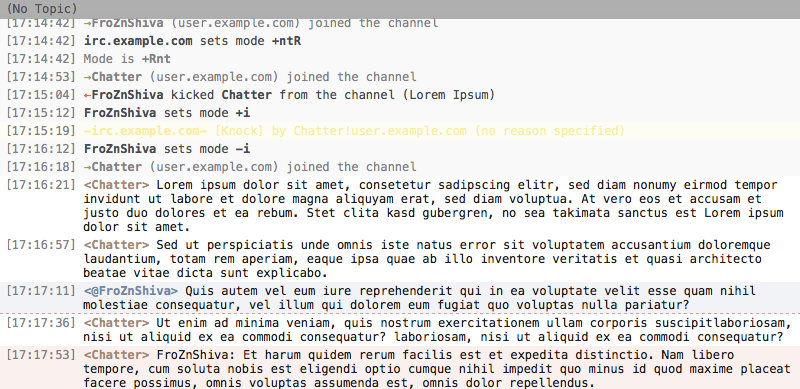 (No Topic)
[17:14:42] →FroZnShiva (user.example.com) joined the channel
[17:14:42] irc.example.com sets mode +ntR
[17:14:42] Mode is +Rnt
[17:14:53] →Chatter (user.example.com) joined the channel
[17:15:04] ←FroZnShiva kicked Chatter from the channel (Lorem Ipsum)
[17:15:12] FroZnShiva sets mode +i
[17:15:19] -irc.example.com- [Knock] by Chatter!user.example.com (no reason specified)
[17:16:12] FroZnShiva sets mode -i
[17:16:18] →Chatter (user.example.com) joined the channel
[17:16:21] <Chatter> Lorem ipsum dolor sit amet, consetetur sadipscing elitr, sed diam nonumy eirmod tempor
invidunt ut labore et dolore magna aliquyam erat, sed diam voluptua. At vero eos et accusam et
justo duo dolores et ea rebum. Stet clita kasd gubergren, no sea takimata sanctus est Lorem ipsum
dolor sit amet.
[17:16:57] <Chatter> Sed ut perspiciatis unde omnis iste natus error sit voluptatem accusantium doloremque
laudantium, totam rem aperiam, eaque ipsa quae ab illo inventore veritatis et quasi architecto
beatae vitae dicta sunt explicabo.
[17:17:11] <@FroZnShiva> Quis autem vel eum iure reprehenderit qui in ea voluptate velit esse quam nihil
molestiae consequatur, vel illum qui dolorem eum fugiat quo voluptas nulla pariatur?
[17:17:36] <Chatter> Ut enim ad minima veniam, quis nostrum exercitationem ullam corporis suscipitlaboriosam,
nisi ut aliquid ex ea commodi consequatur? laboriosam, nisi ut aliquid ex ea commodi consequatur?
[17:17:53] <Chatter> FroZnShiva: Et harum quidem rerum facilis est et expedita distinctio. Nam libero
tempore, cum soluta nobis est eligendi optio cumque nihil impedit quo minus id quod maxime placeat
facere possimus, omnis voluptas assumenda est, omnis dolor repellendus.